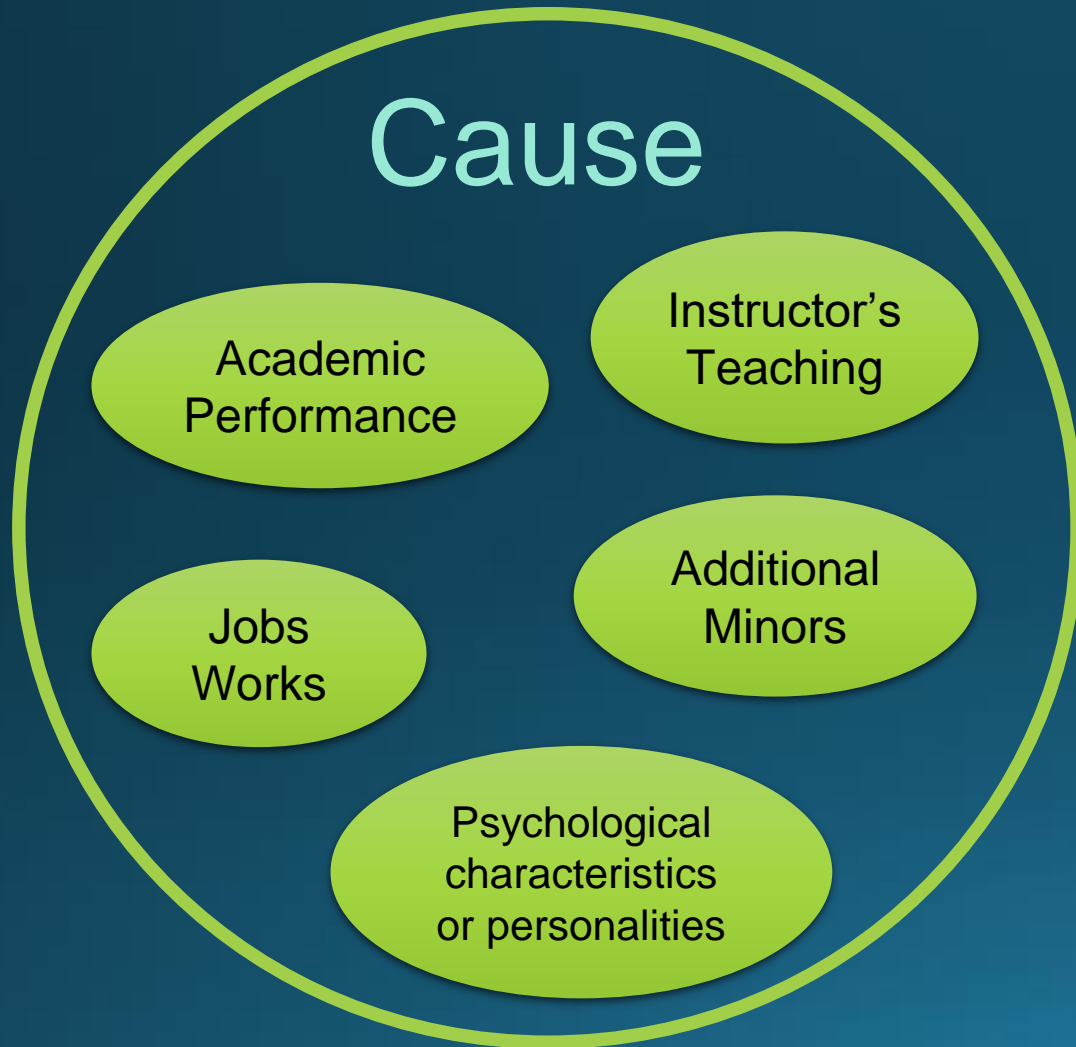 Cause
Academic
Performance
Instructor’s
Teaching
Jobs
Works
Additional
Minors
Psychological
characteristics
or personalities